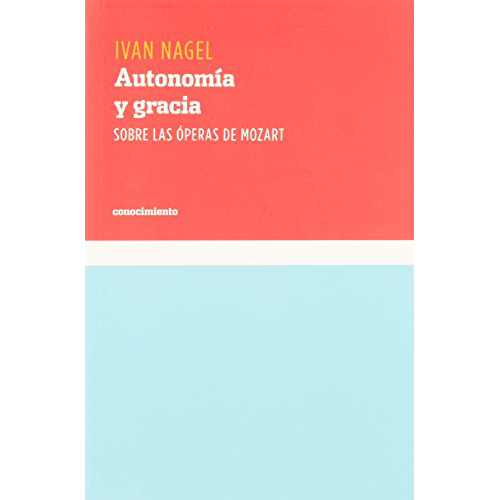 IVAN NAGEL
Autonomía
y gracia
SOBRE LAS ÓPERAS DE MOZART
conocimiento